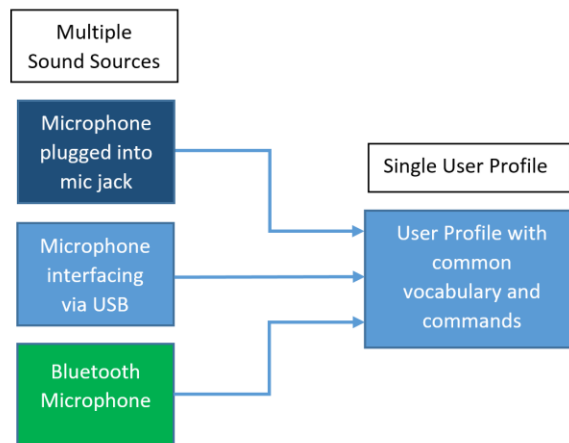 Multiple
Sound Sources
Microphone
plugged into
mic jack
Single User Profile
Microphone
interfacing
via USB
User Profile with
common
vocabulary and
commands
Bluetooth
Microphone